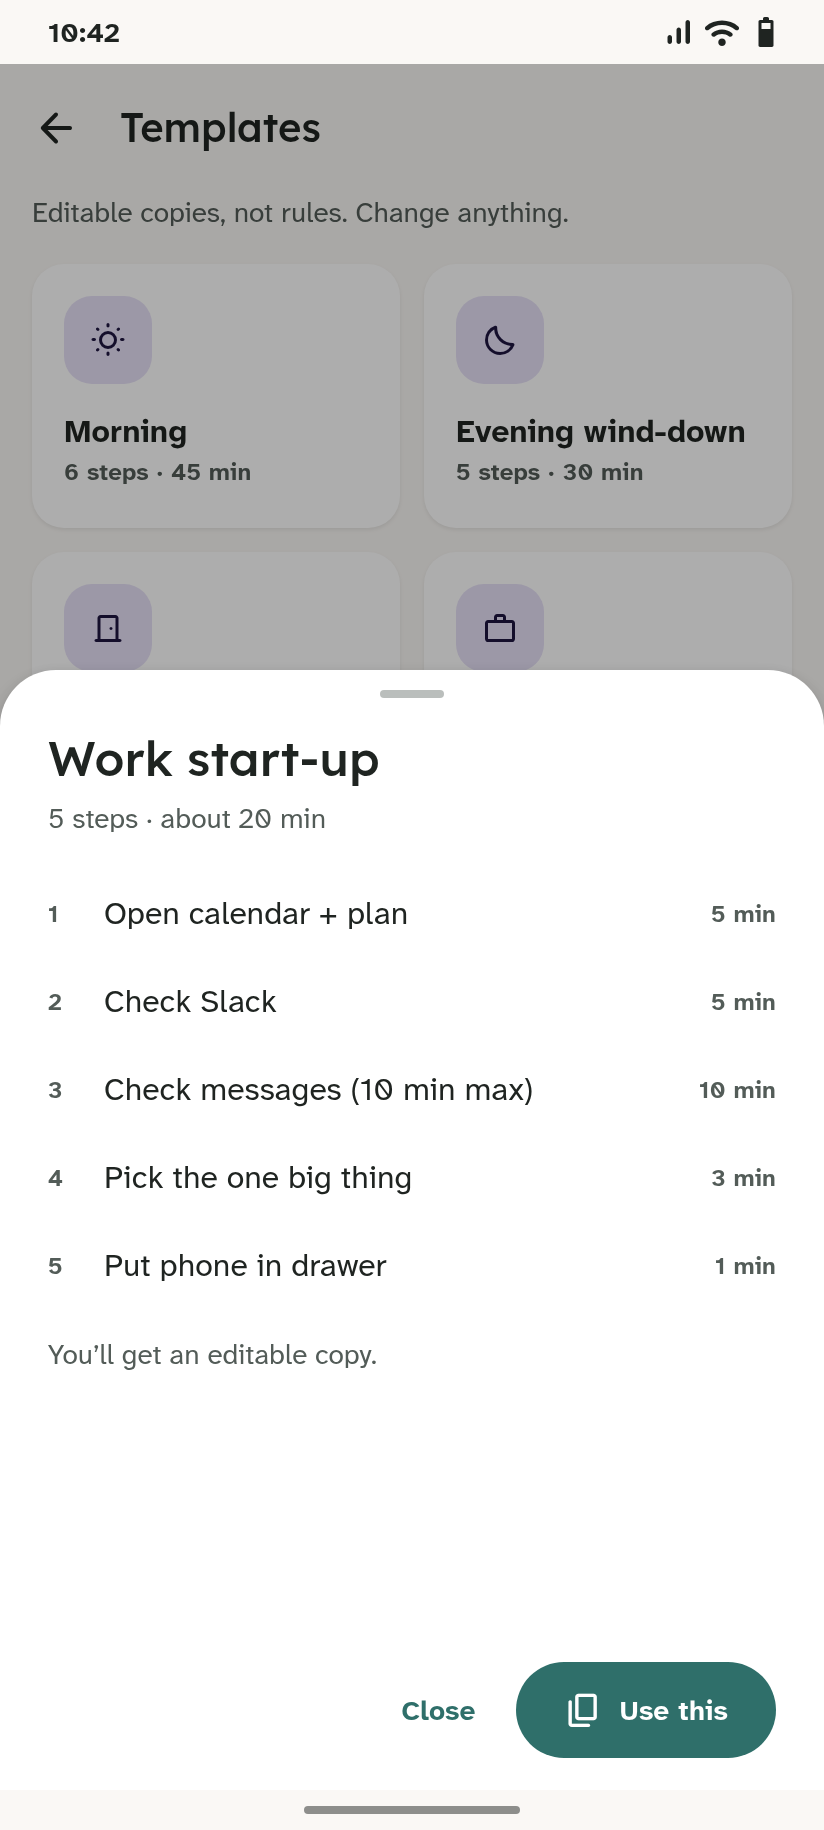 10:42
Templates
Editable copies, not rules. Change anything.
Morning
6 steps · 45 min
Evening wind-down
5 steps · 30 min
Work start-up
5 steps · about 20 min
1 Open calendar + plan 5 min
2 Check Slack 5 min
3 Check messages (10 min max) 10 min
4 Pick the one big thing 3 min
5 Put phone in drawer 1 min
You’ll get an editable copy.
Close
Use this